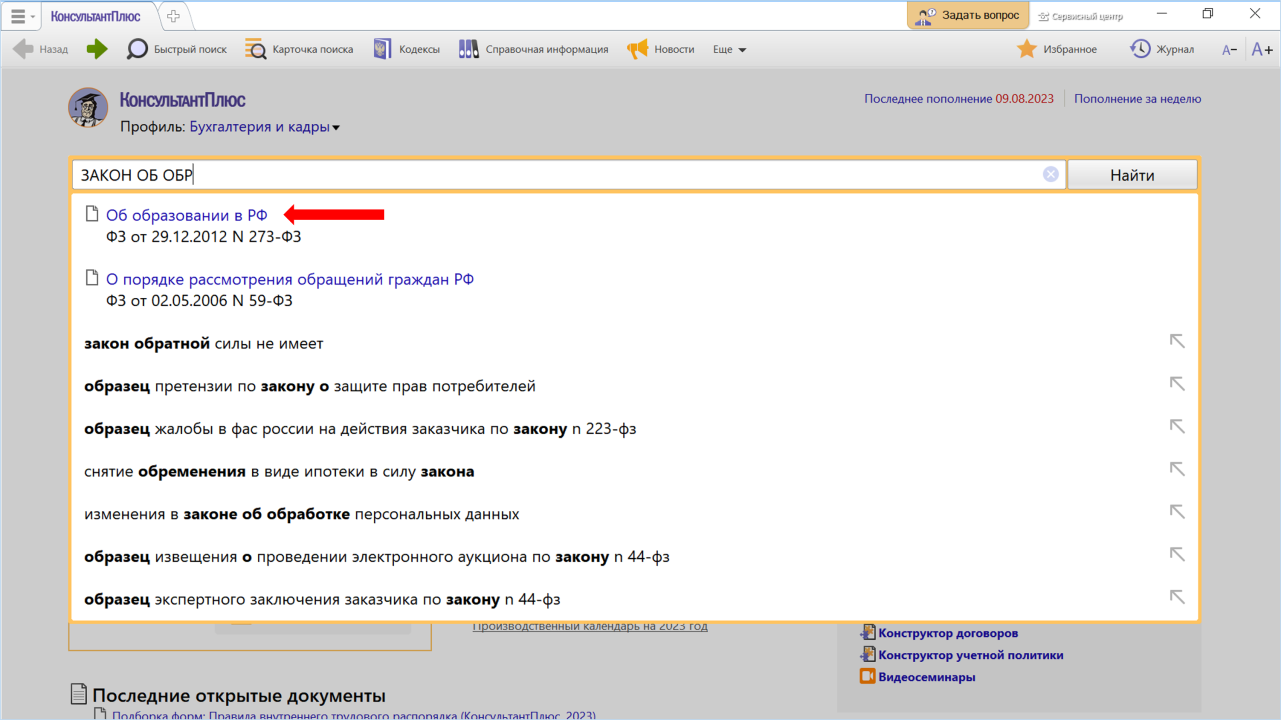 КонсультантПлюс
Задать вопрос
Сервисный центр
Назад
Быстрый поиск
Карточка поиска
Кодексы
Справочная информация
Новости
Еще
Избранное
Журнал
А−
А+
КонсультантПлюс
Последнее пополнение 09.08.2023
Пополнение за неделю
Профиль: Бухгалтерия и кадры
ЗАКОН ОБ ОБР
Найти
Об образовании в РФ
ФЗ от 29.12.2012 N 273-ФЗ
О порядке рассмотрения обращений граждан РФ
ФЗ от 02.05.2006 N 59-ФЗ
закон обратной силы не имеет
образец претензии по закону о защите прав потребителей
образец жалобы в фас россии на действия заказчика по закону n 223-фз
снятие обременения в виде ипотеки в силу закона
изменения в законе об обработке персональных данных
образец извещения о проведении электронного аукциона по закону n 44-фз
образец экспертного заключения заказчика по закону n 44-фз
Производственный календарь на 2023 год
Конструктор договоров
Конструктор учетной политики
Видеосеминары
Последние открытые документы
Подборка форм: Правила внутреннего трудового распорядка (КонсультантПлюс, 2023)